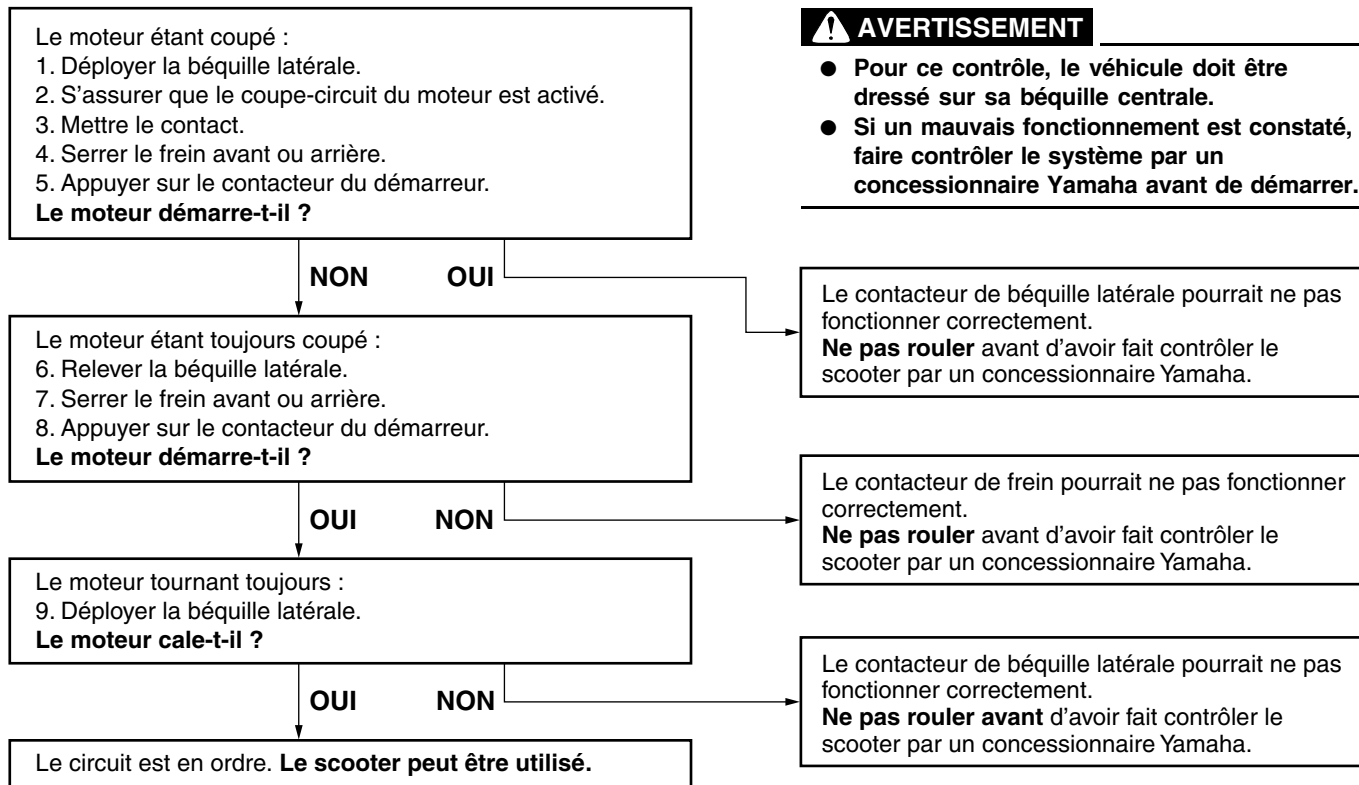 Le moteur étant coupé :
1. Déployer la béquille latérale.
2. S'assurer que le coupe-circuit du moteur est activé.
3. Mettre le contact.
4. Serrer le frein avant ou arrière.
5. Appuyer sur le contacteur du démarreur.
Le moteur démarre-t-il ?
AVERTISSEMENT
● Pour ce contrôle, le véhicule doit être
dressé sur sa béquille centrale.
● Si un mauvais fonctionnement est constaté,
faire contrôler le système par un
concessionnaire Yamaha avant de démarrer.
NON OUI
Le contacteur de béquille latérale pourrait ne pas
fonctionner correctement.
Ne pas rouler avant d'avoir fait contrôler le
scooter par un concessionnaire Yamaha.
Le moteur étant toujours coupé :
6. Relever la béquille latérale.
7. Serrer le frein avant ou arrière.
8. Appuyer sur le contacteur du démarreur.
Le moteur démarre-t-il ?
OUI NON
Le contacteur de frein pourrait ne pas fonctionner
correctement.
Ne pas rouler avant d'avoir fait contrôler le
scooter par un concessionnaire Yamaha.
Le moteur tournant toujours :
9. Déployer la béquille latérale.
Le moteur cale-t-il ?
OUI NON
Le contacteur de béquille latérale pourrait ne pas
fonctionner correctement.
Ne pas rouler avant d'avoir fait contrôler le
scooter par un concessionnaire Yamaha.
Le circuit est en ordre. Le scooter peut être utilisé.